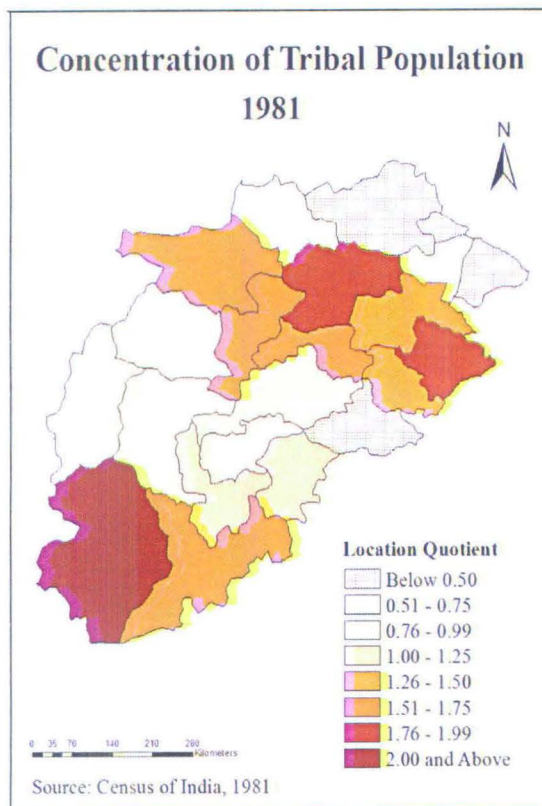 Concentration of Tribal Population
1981
N
Location Quotient
Below 0.50
0.51 - 0.75
0.76 - 0.99
1.00 - 1.25
1.26 - 1.50
1.51 - 1.75
1.76 - 1.99
2.00 and Above
0 35 70 140 210 280
Kilometers
Source: Census of India, 1981